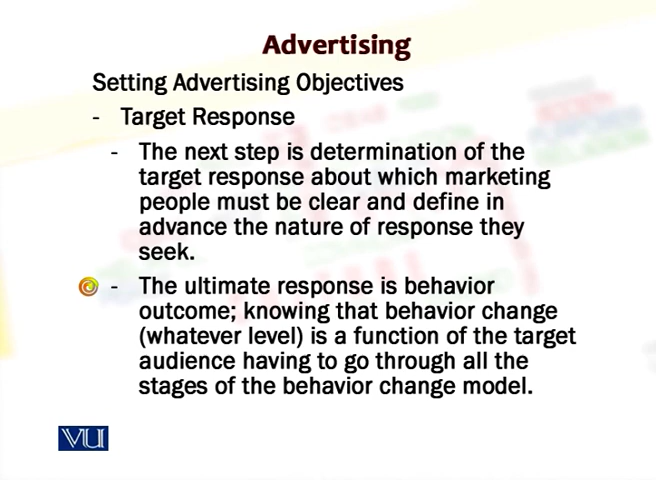 Advertising
Setting Advertising Objectives
- Target Response
- The next step is determination of the
target response about which marketing
people must be clear and define in
advance the nature of response they
seek.
- The ultimate response is behavior
outcome; knowing that behavior change
(whatever level) is a function of the target
audience having to go through all the
stages of the behavior change model.
VU